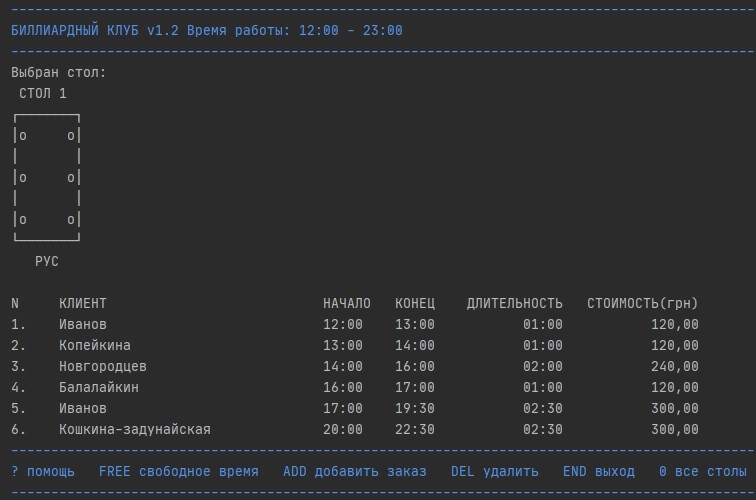 БИЛЛИАРДНЫЙ КЛУБ v1.2 Время работы: 12:00 - 23:00
Выбран стол:
СТОЛ 1
o o
o o
o o
РУС
N КЛИЕНТ НАЧАЛО КОНЕЦ ДЛИТЕЛЬНОСТЬ СТОИМОСТЬ(грн)
1. Иванов 12:00 13:00 01:00 120,00
2. Копейкина 13:00 14:00 01:00 120,00
3. Новгородцев 14:00 16:00 02:00 240,00
4. Балалайкин 16:00 17:00 01:00 120,00
5. Иванов 17:00 19:30 02:30 300,00
6. Кошкина-задунайская 20:00 22:30 02:30 300,00
? помощь FREE свободное время ADD добавить заказ DEL удалить END выход 0 все столы